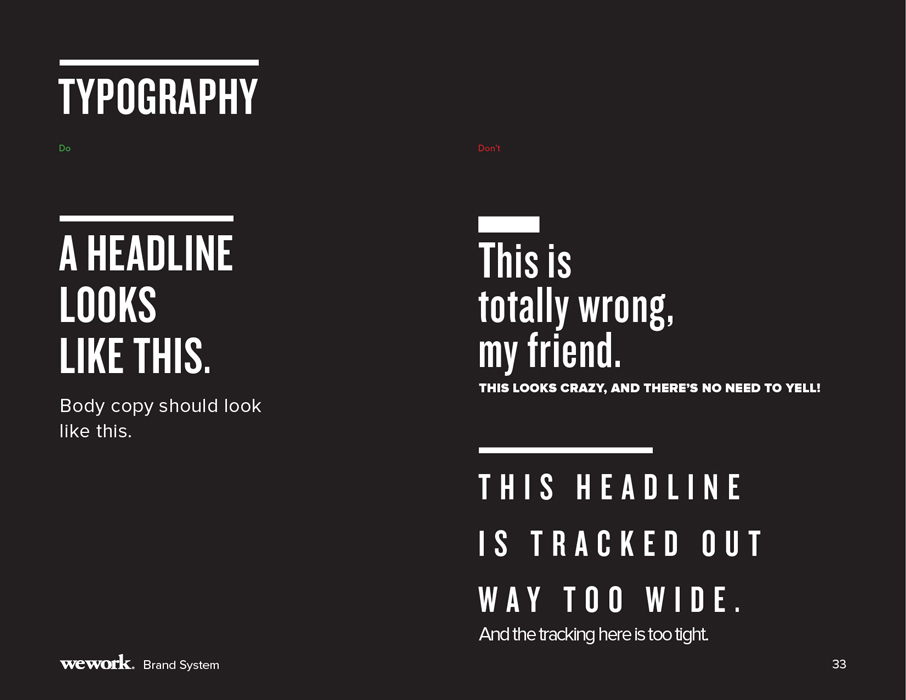 TYPOGRAPHY
Do
A HEADLINE
LOOKS
LIKE THIS.
Body copy should look
like this.
Don't
This is
totally wrong,
my friend.
THIS LOOKS CRAZY, AND THERE'S NO NEED TO YELL!
THIS HEADLINE
IS TRACKED OUT
WAY TOO WIDE.
And the tracking here is too tight.
wework. Brand System
33